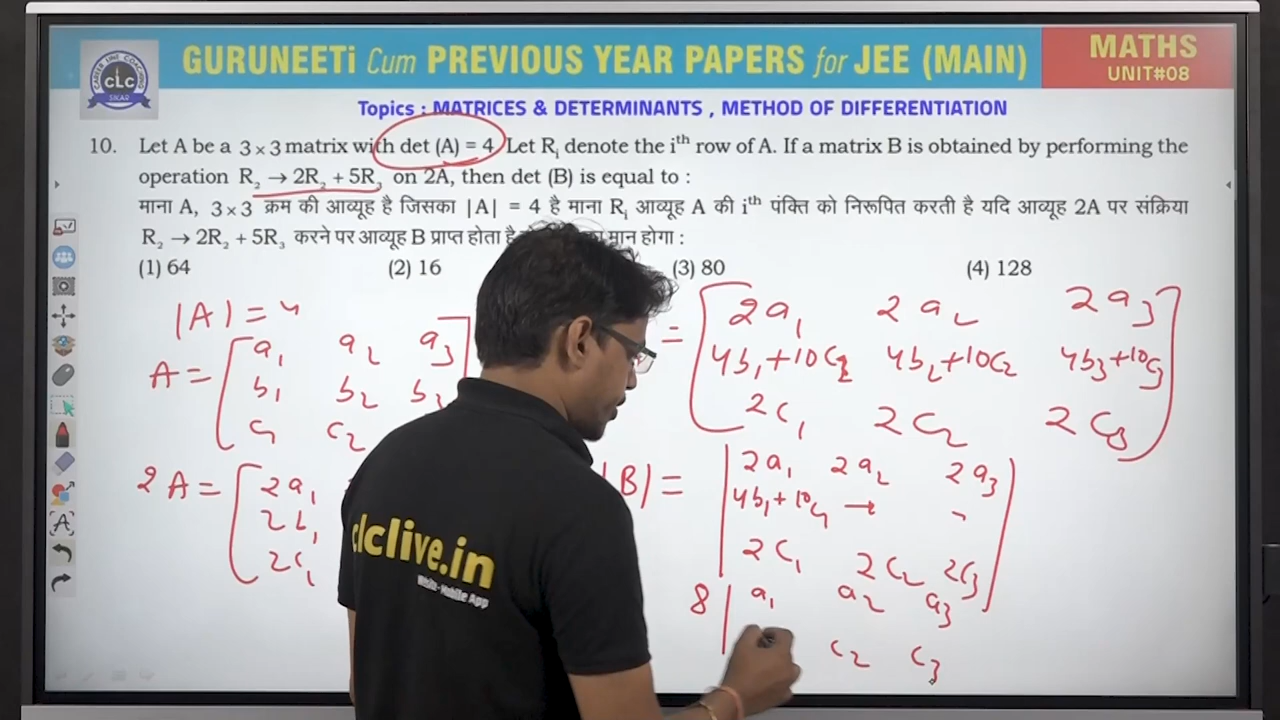 CLC
SIKAR
GURUNEETi Cum PREVIOUS YEAR PAPERS for JEE (MAIN)
MATHS
UNIT#08
Topics : MATRICES & DETERMINANTS , METHOD OF DIFFERENTIATION
10. Let A be a 3×3 matrix with det (A) = 4 Let Rᵢ denote the iᵗʰ row of A. If a matrix B is obtained by performing the
operation R₂ → 2R₂ + 5R₃ on 2A, then det (B) is equal to :
माना A, 3×3 क्रम की आव्यूह है जिसका |A| = 4 है माना Rᵢ आव्यूह A की iᵗʰ पंक्ति को निरूपित करती है यदि आव्यूह 2A पर संक्रिया
R₂ → 2R₂ + 5R₃ करने पर आव्यूह B प्राप्त होता है मान होगा :
(1) 64 (2) 16 (3) 80 (4) 128
|A| = 4
A = [ a₁ a₂ a₃
b₁ b₂ b₃
c₁ c₂
2A = [ 2a₁
2b₁
2c₁
= [ 2a₁ 2a₂ 2a₃ ]
4b₁+10c₁ 4b₂+10c₂ 4b₃+10c₃
2c₁ 2c₂ 2c₃
|B| = | 2a₁ 2a₂ 2a₃ |
4b₁+10c₁ → -
2c₁ 2c₂ 2c₃
8 | a₁ a₂ a₃
c₂ c₃
clclive.in
Website-Mobile App